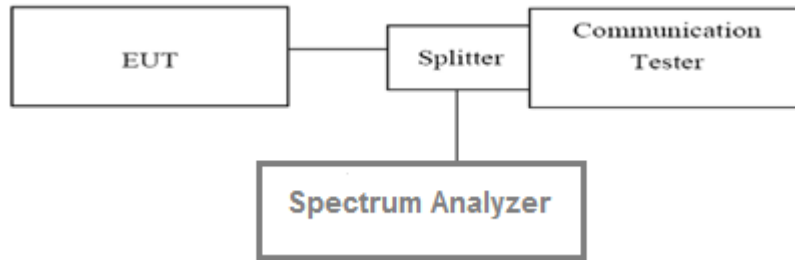 EUT
Splitter
Communication
Tester
Spectrum Analyzer